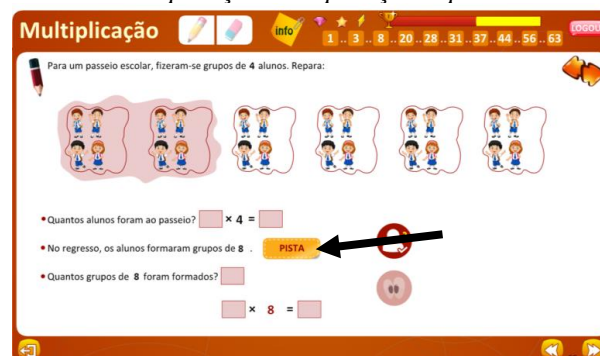 Multiplicação
info
1 .. 3 .. 8 .. 20 .. 28 .. 31 .. 37 .. 44 .. 56 .. 63
LOGOU
Para um passeio escolar, fizeram-se grupos de 4 alunos. Repara:
• Quantos alunos foram ao passeio? × 4 =
• No regresso, os alunos formaram grupos de 8 . PISTA
• Quantos grupos de 8 foram formados?
× 8 =